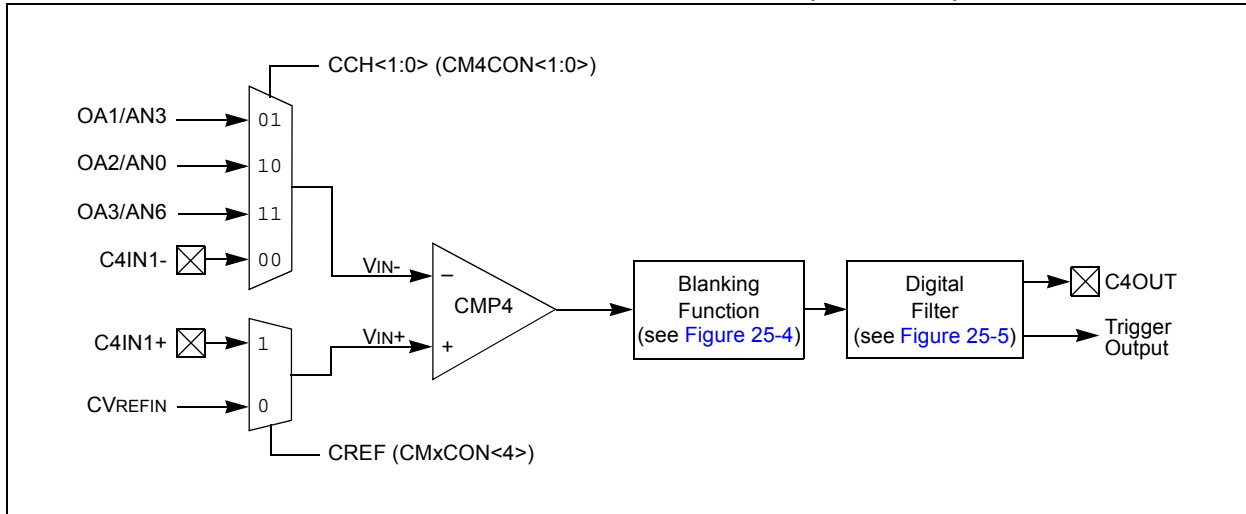 CCH<1:0> (CM4CON<1:0>)
OA1/AN3
01
OA2/AN0
10
OA3/AN6
11
C4IN1-
00
VIN-
–
CMP4
Blanking
Function
(see Figure 25-4)
Digital
Filter
(see Figure 25-5)
C4OUT
Trigger
Output
C4IN1+
1
VIN+
+
CVREFIN
0
CREF (CMxCON<4>)